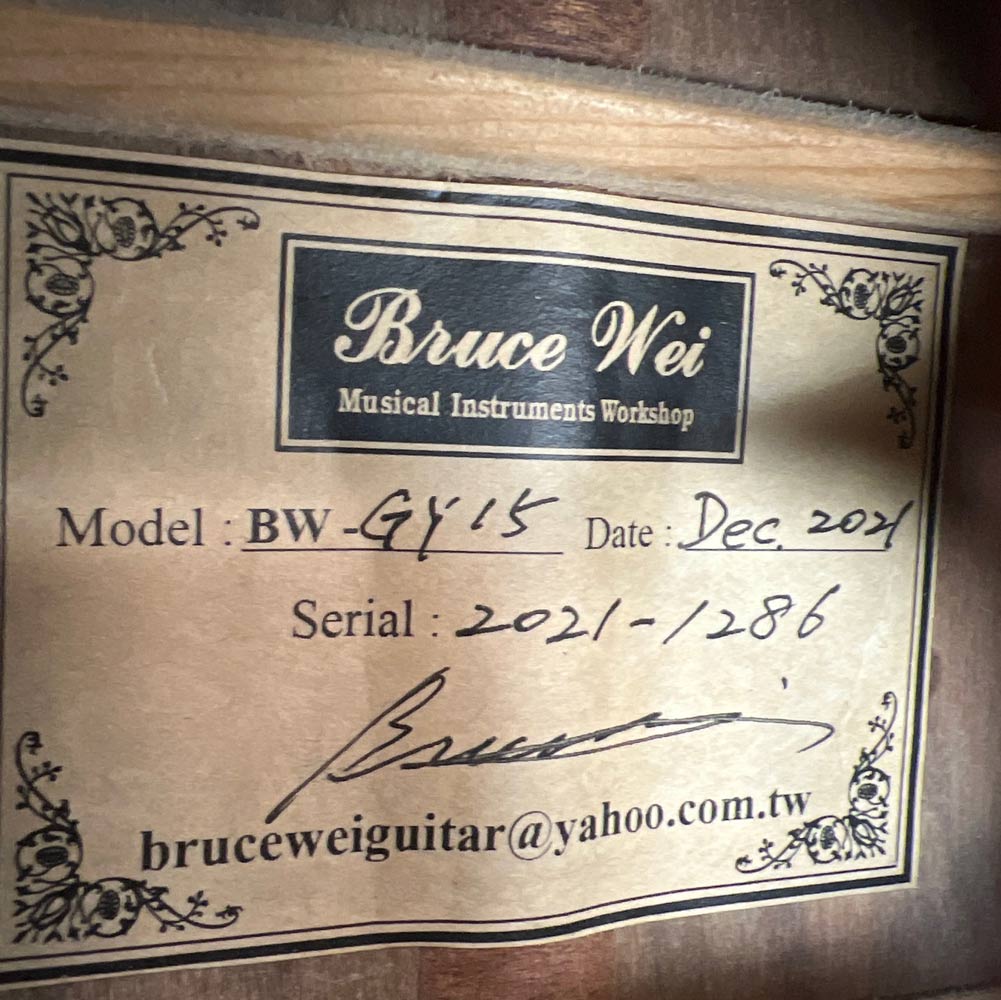 Bruce Wei
Musical Instruments Workshop
Model : BW-GY15 Date : Dec. 2021
Serial : 2021-1286
bruceweiguitar@yahoo.com.tw